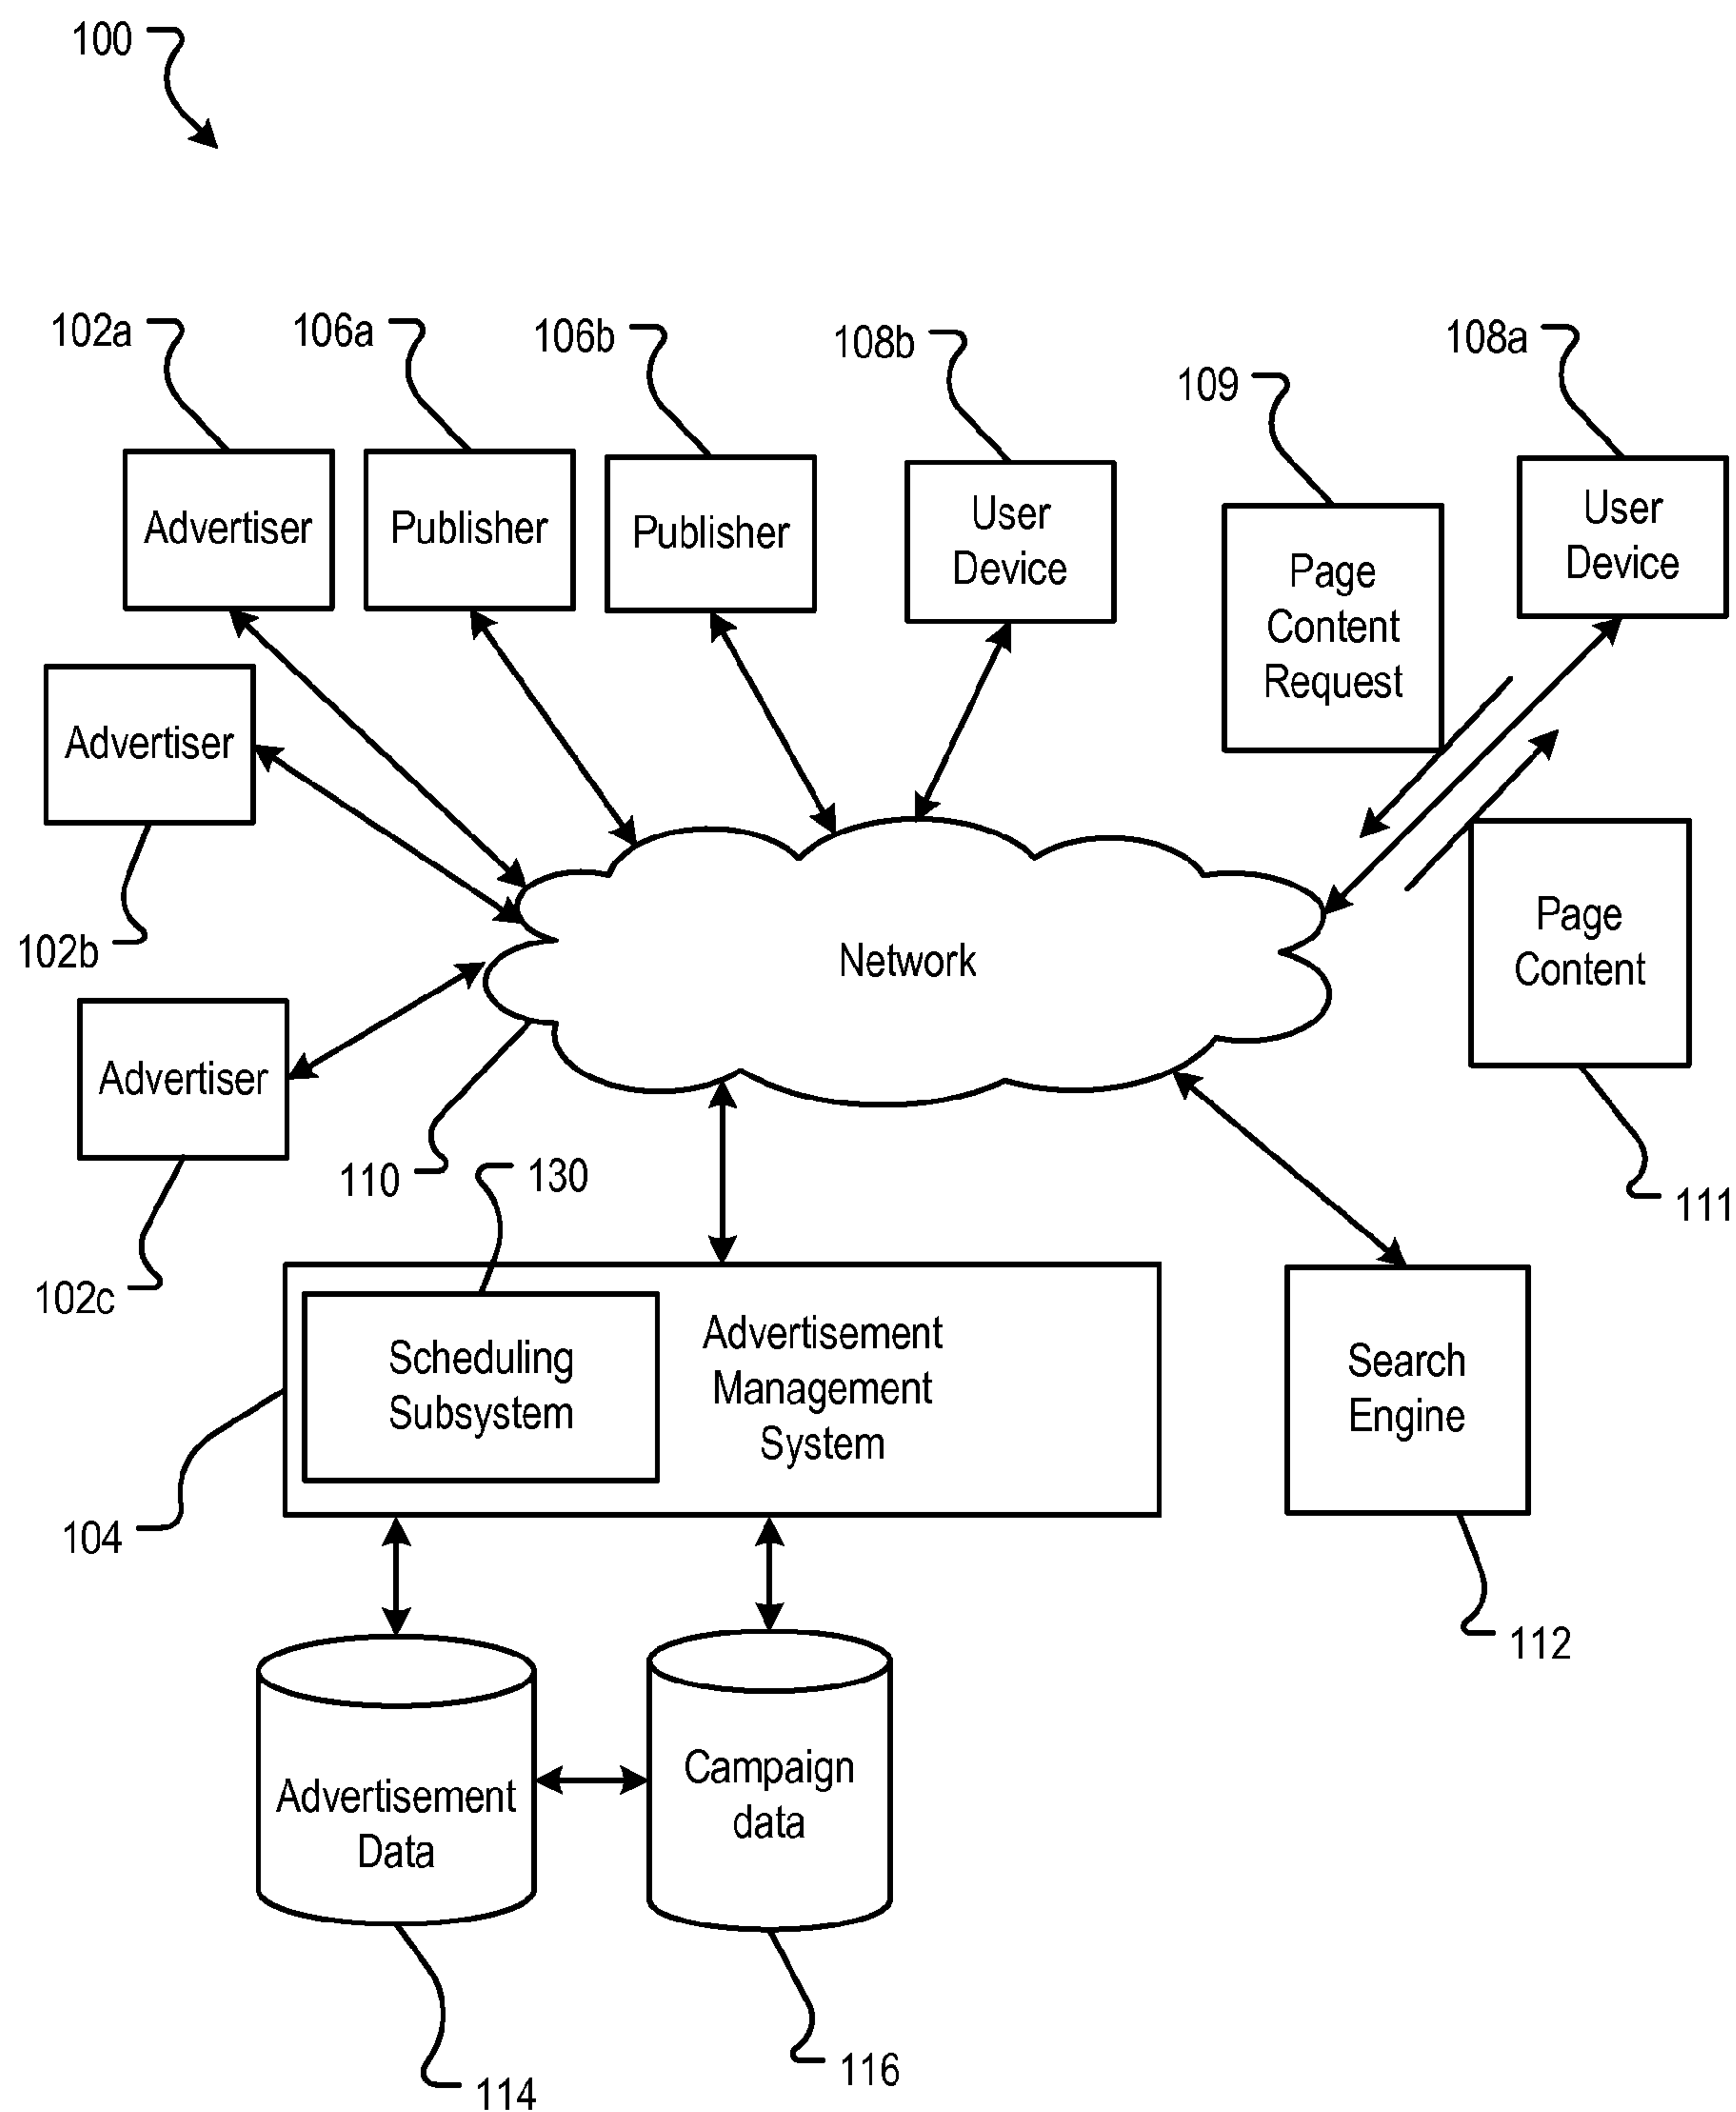 100
102a
106a
106b
108b
109
108a
Advertiser
Publisher
Publisher
User
Device
Page
Content
Request
User
Device
Advertiser
102b
Network
Page
Content
Advertiser
102c
110
130
111
Scheduling
Subsystem
Advertisement
Management
System
Search
Engine
104
112
Advertisement
Data
Campaign
data
114
116